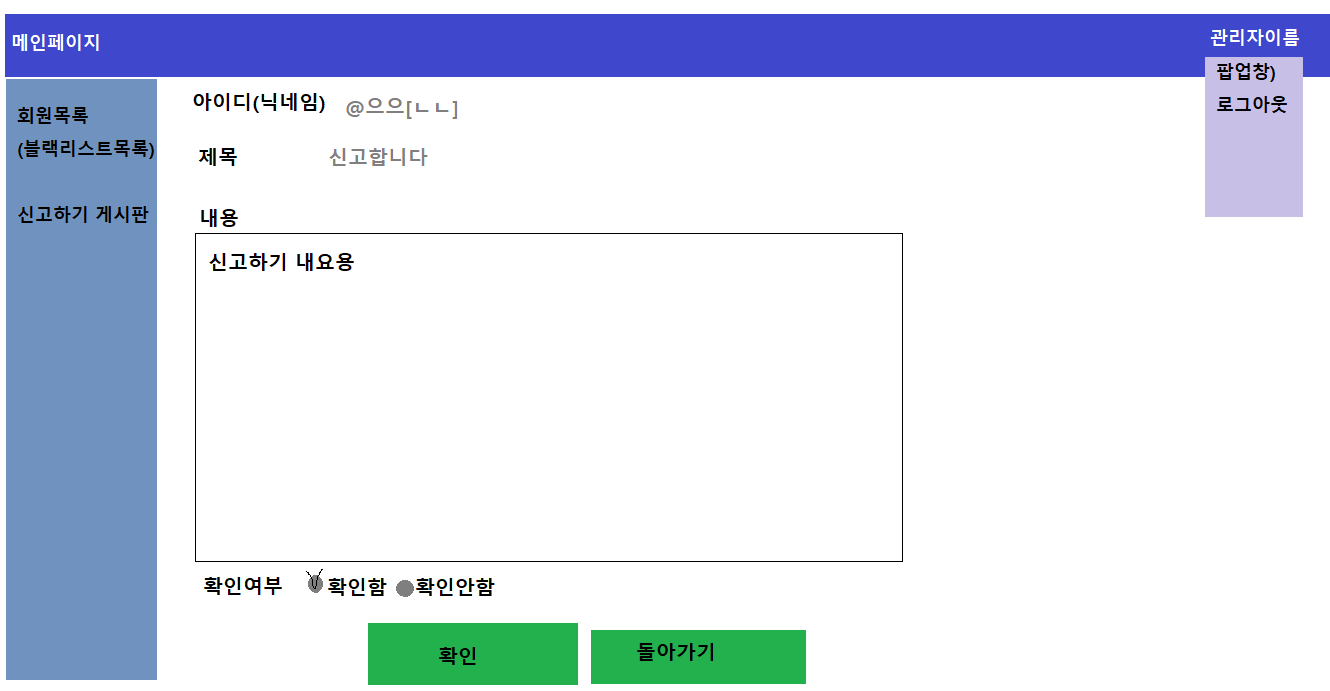 메인페이지
관리자이름
팝업창)
로그아웃
회원목록
(블랙리스트목록)
신고하기 게시판
아이디(닉네임) @으으[ㄴㄴ]
제목 신고합니다
내용
신고하기 내요용
확인여부 확인함 확인안함
확인 돌아가기